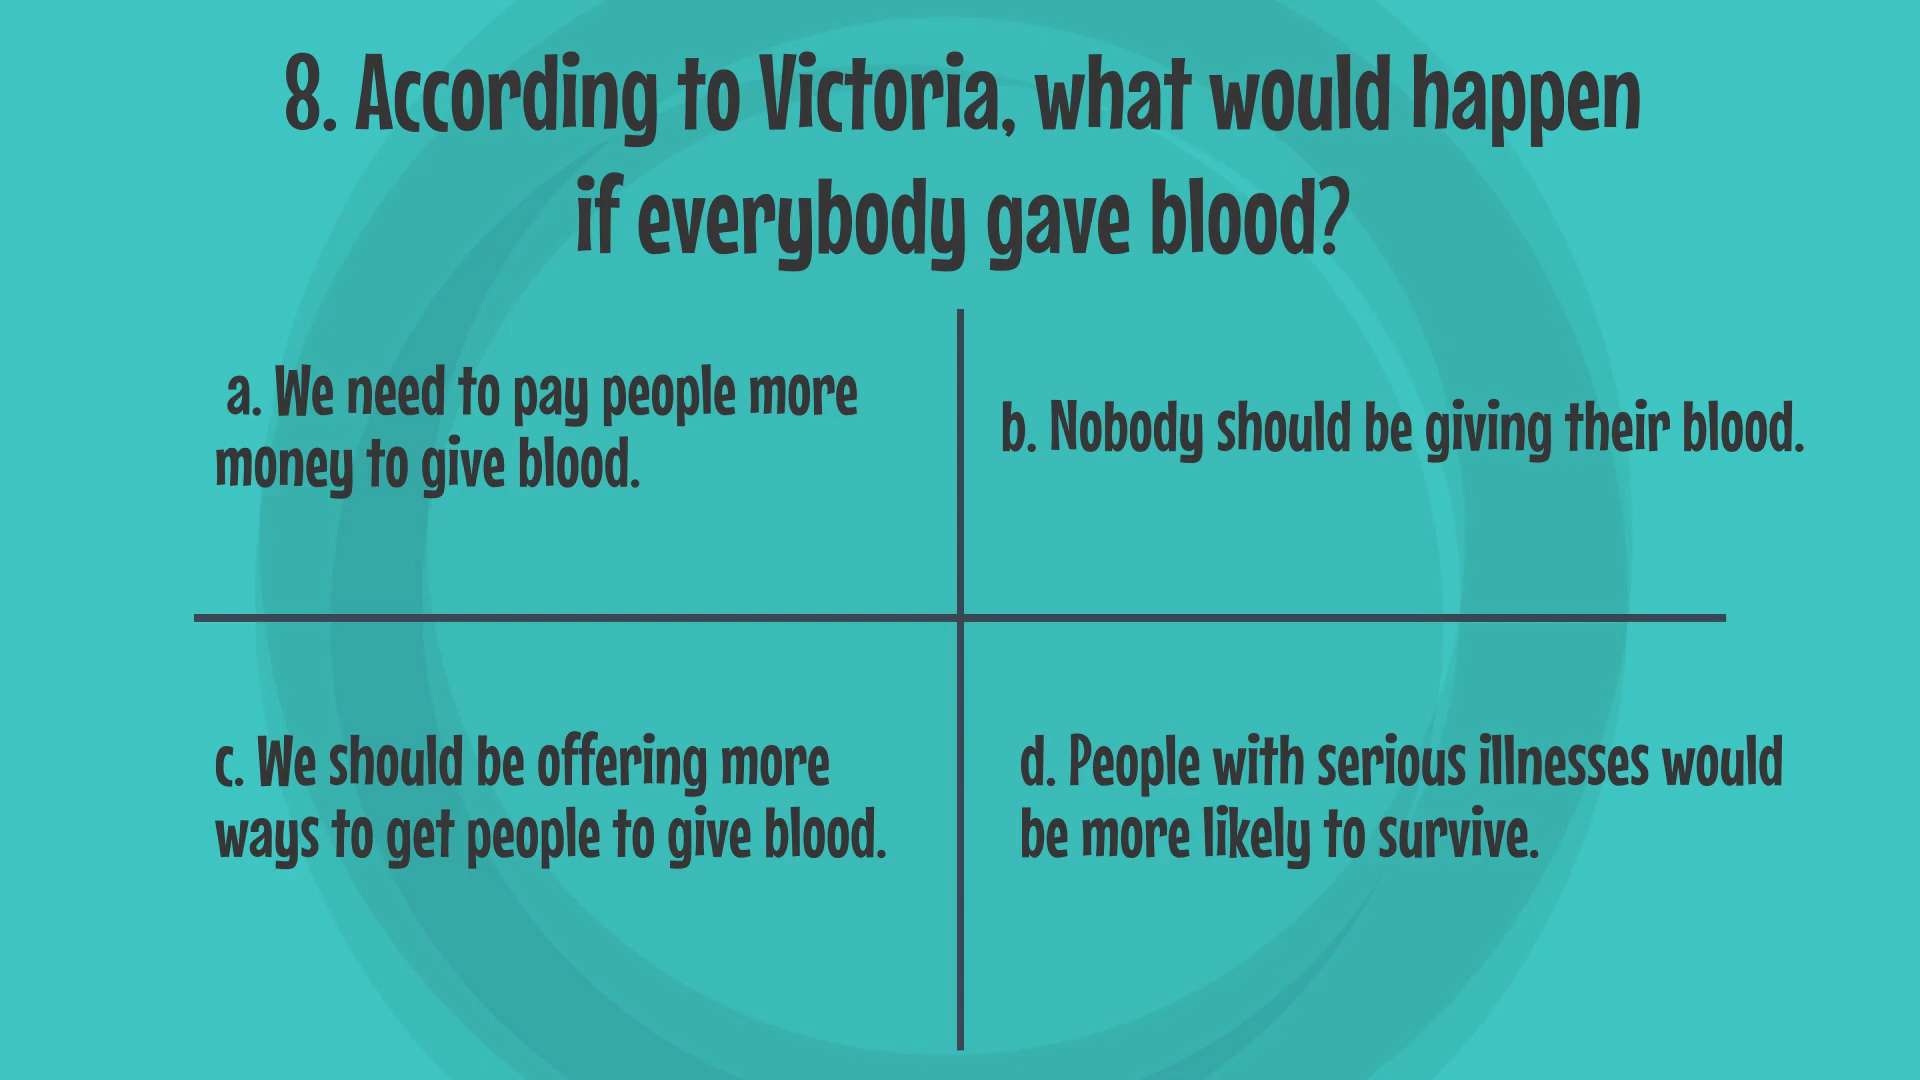 8. According to Victoria, what would happen
if everybody gave blood?
a. We need to pay people more
money to give blood.
b. Nobody should be giving their blood.
c. We should be offering more
ways to get people to give blood.
d. People with serious illnesses would
be more likely to survive.